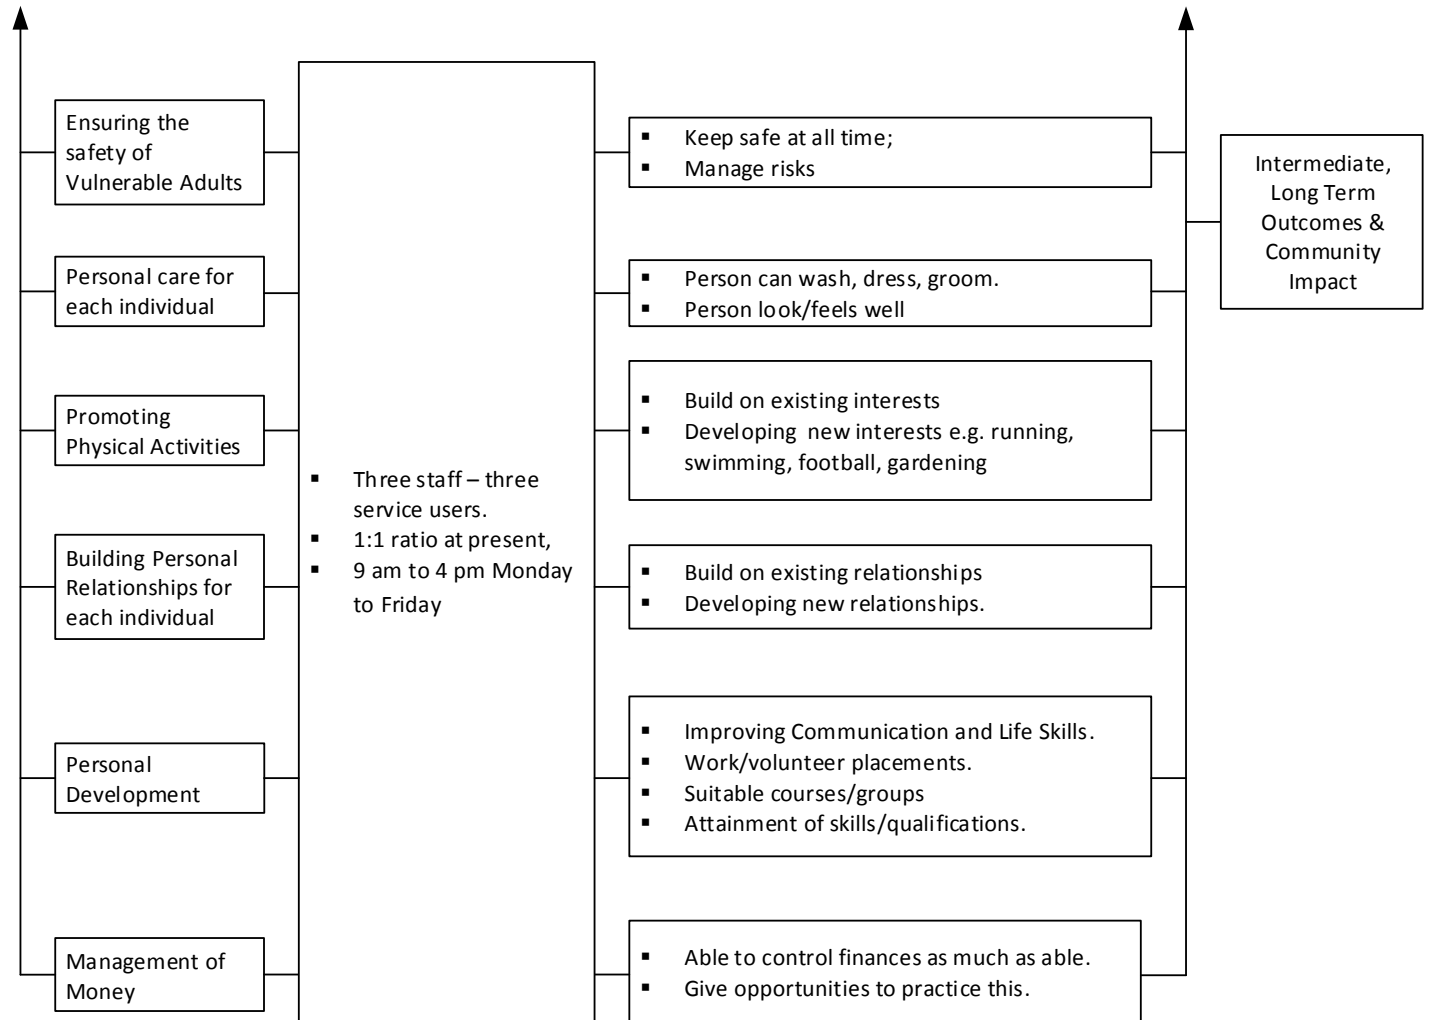 Ensuring the
safety of
Vulnerable Adults
Personal care for
each individual
Promoting
Physical Activities
Building Personal
Relationships for
each individual
Personal
Development
Management of
Money
▪ Three staff – three
service users.
▪ 1:1 ratio at present,
▪ 9 am to 4 pm Monday
to Friday
▪ Keep safe at all time;
▪ Manage risks
▪ Person can wash, dress, groom.
▪ Person look/feels well
▪ Build on existing interests
▪ Developing new interests e.g. running,
swimming, football, gardening
▪ Build on existing relationships
▪ Developing new relationships.
▪ Improving Communication and Life Skills.
▪ Work/volunteer placements.
▪ Suitable courses/groups
▪ Attainment of skills/qualifications.
▪ Able to control finances as much as able.
▪ Give opportunities to practice this.
Intermediate,
Long Term
Outcomes &
Community
Impact